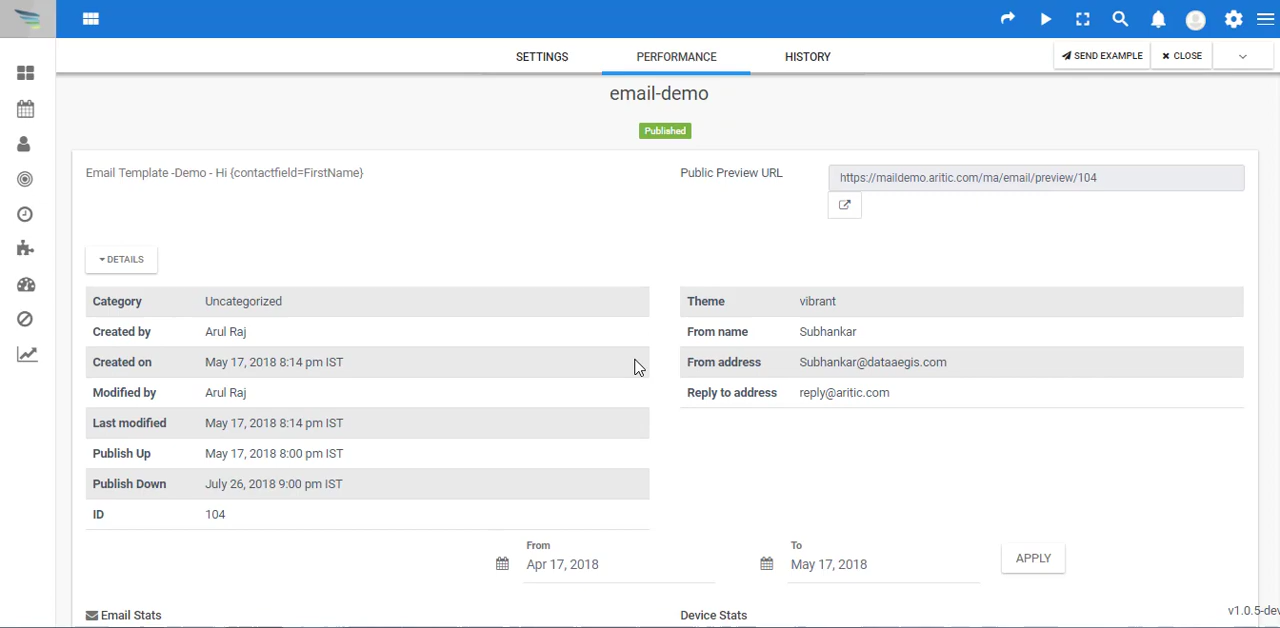 SETTINGS
PERFORMANCE
HISTORY
SEND EXAMPLE
CLOSE
email-demo
Published
Email Template -Demo - Hi {contactfield=FirstName}
Public Preview URL
https://maildemo.aritic.com/ma/email/preview/104
DETAILS
Category Uncategorized
Created by Arul Raj
Created on May 17, 2018 8:14 pm IST
Modified by Arul Raj
Last modified May 17, 2018 8:14 pm IST
Publish Up May 17, 2018 8:00 pm IST
Publish Down July 26, 2018 9:00 pm IST
ID 104
Theme vibrant
From name Subhankar
From address Subhankar@dataaegis.com
Reply to address reply@aritic.com
From
Apr 17, 2018
To
May 17, 2018
APPLY
Email Stats
Device Stats
v1.0.5-dev